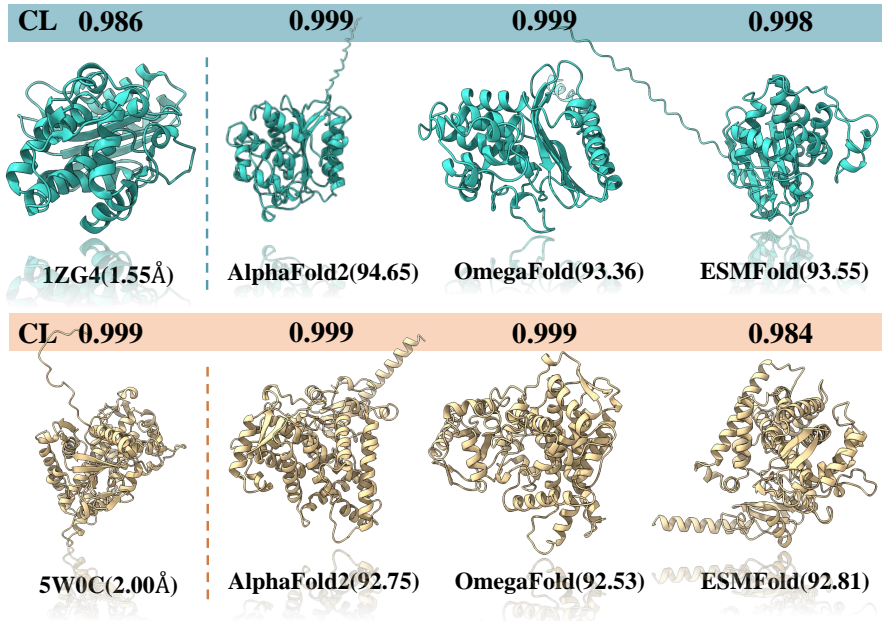 CL 0.986 0.999 0.999 0.998
1ZG4(1.55Å) AlphaFold2(94.65) OmegaFold(93.36) ESMFold(93.55)
CL 0.999 0.999 0.999 0.984
5W0C(2.00Å) AlphaFold2(92.75) OmegaFold(92.53) ESMFold(92.81)